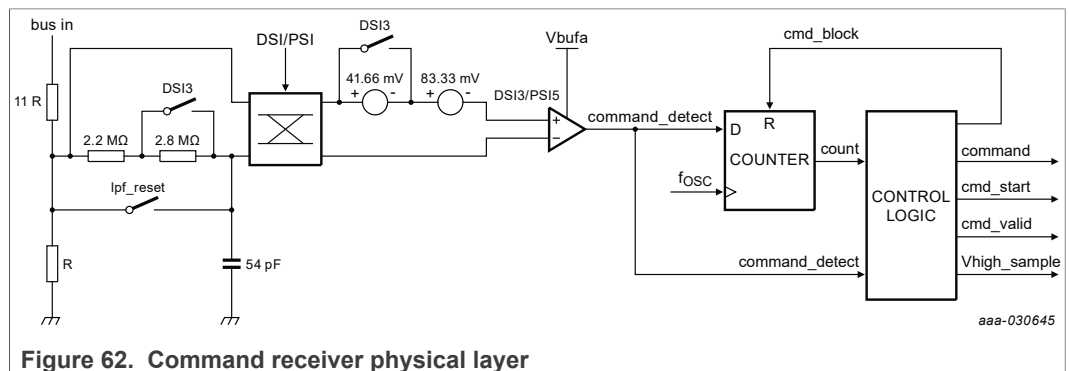 bus in
DSI/PSI
DSI3
Vbufa
cmd_block
11 R
DSI3
41.66 mV
83.33 mV
DSI3/PSI5
+ -
+ -
2.2 MΩ
2.8 MΩ
+
−
command_detect
D
R
COUNTER
count
fOSC
CONTROL
LOGIC
command
cmd_start
cmd_valid
Vhigh_sample
lpf_reset
R
54 pF
command_detect
aaa-030645
Figure 62. Command receiver physical layer